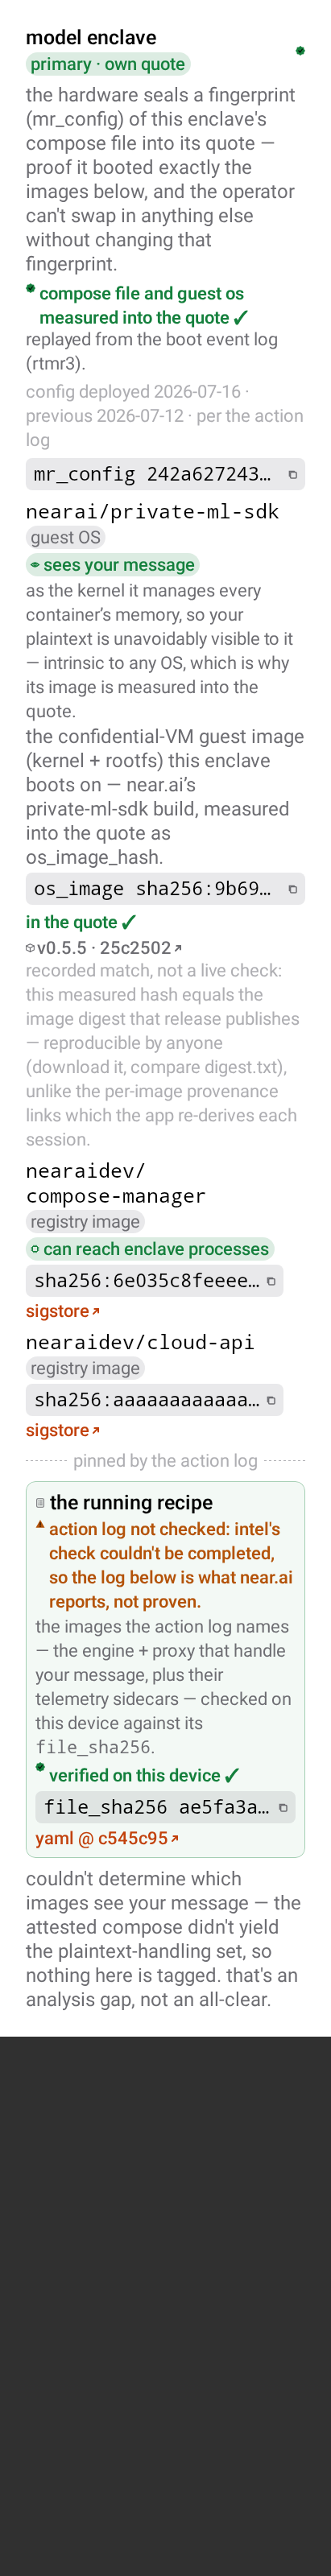 model enclave
primary · own quote
the hardware seals a fingerprint
(mr_config) of this enclave's
compose file into its quote —
proof it booted exactly the
images below, and the operator
can't swap in anything else
without changing that
fingerprint.
compose file and guest os
measured into the quote ✓
replayed from the boot event log
(rtmr3).
config deployed 2026-07-16 ·
previous 2026-07-12 · per the action
log
mr_config 242a627243…
nearai/private-ml-sdk
guest OS
sees your message
as the kernel it manages every
container’s memory, so your
plaintext is unavoidably visible to it
— intrinsic to any OS, which is why
its image is measured into the
quote.
the confidential-VM guest image
(kernel + rootfs) this enclave
boots on — near.ai’s
private-ml-sdk build, measured
into the quote as
os_image_hash.
os_image sha256:9b69…
in the quote ✓
v0.5.5 · 25c2502↗
recorded match, not a live check:
this measured hash equals the
image digest that release publishes
— reproducible by anyone
(download it, compare digest.txt),
unlike the per-image provenance
links which the app re-derives each
session.
nearaidev/
compose-manager
registry image
can reach enclave processes
sha256:6e035c8feeee…
sigstore↗
nearaidev/cloud-api
registry image
sha256:aaaaaaaaaaaa…
sigstore↗
pinned by the action log
the running recipe
action log not checked: intel's
check couldn't be completed,
so the log below is what near.ai
reports, not proven.
the images the action log names
— the engine + proxy that handle
your message, plus their
telemetry sidecars — checked on
this device against its
file_sha256.
verified on this device ✓
file_sha256 ae5fa3a…
yaml @ c545c95↗
couldn't determine which
images see your message — the
attested compose didn't yield
the plaintext-handling set, so
nothing here is tagged. that's an
analysis gap, not an all-clear.